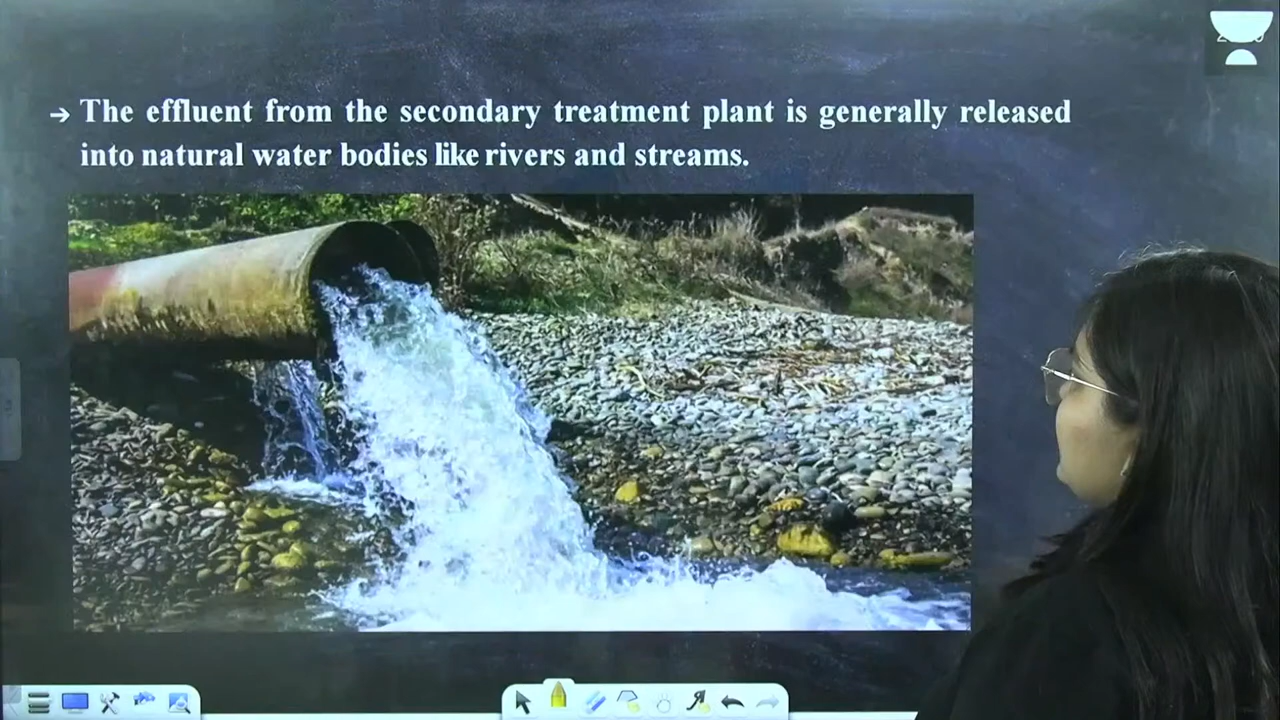 → The effluent from the secondary treatment plant is generally released
into natural water bodies like rivers and streams.